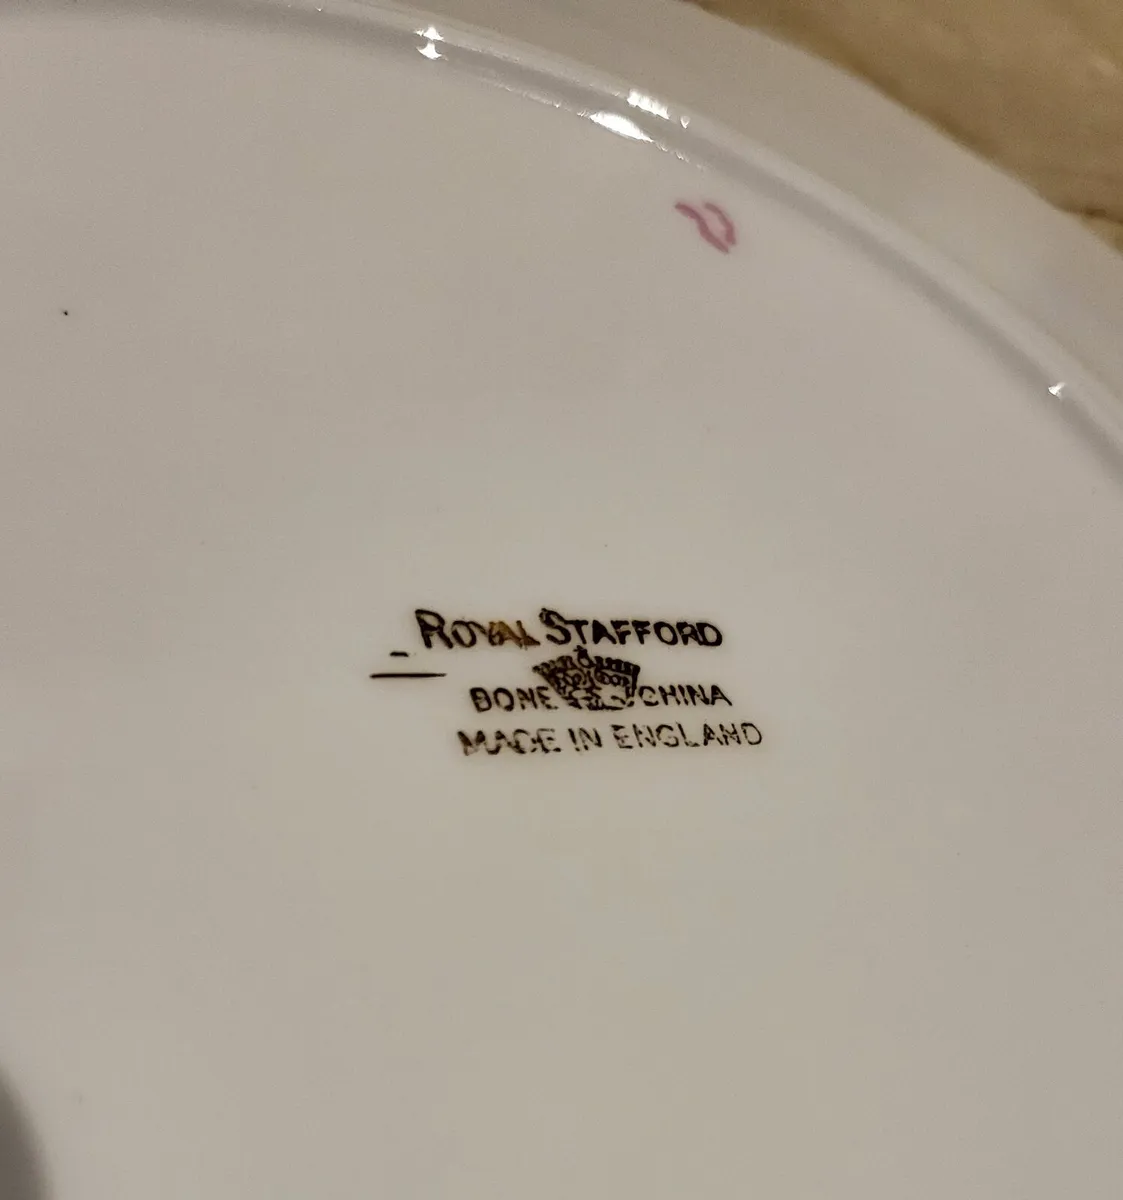 ROYAL STAFFORD
BONE CHINA
MADE IN ENGLAND